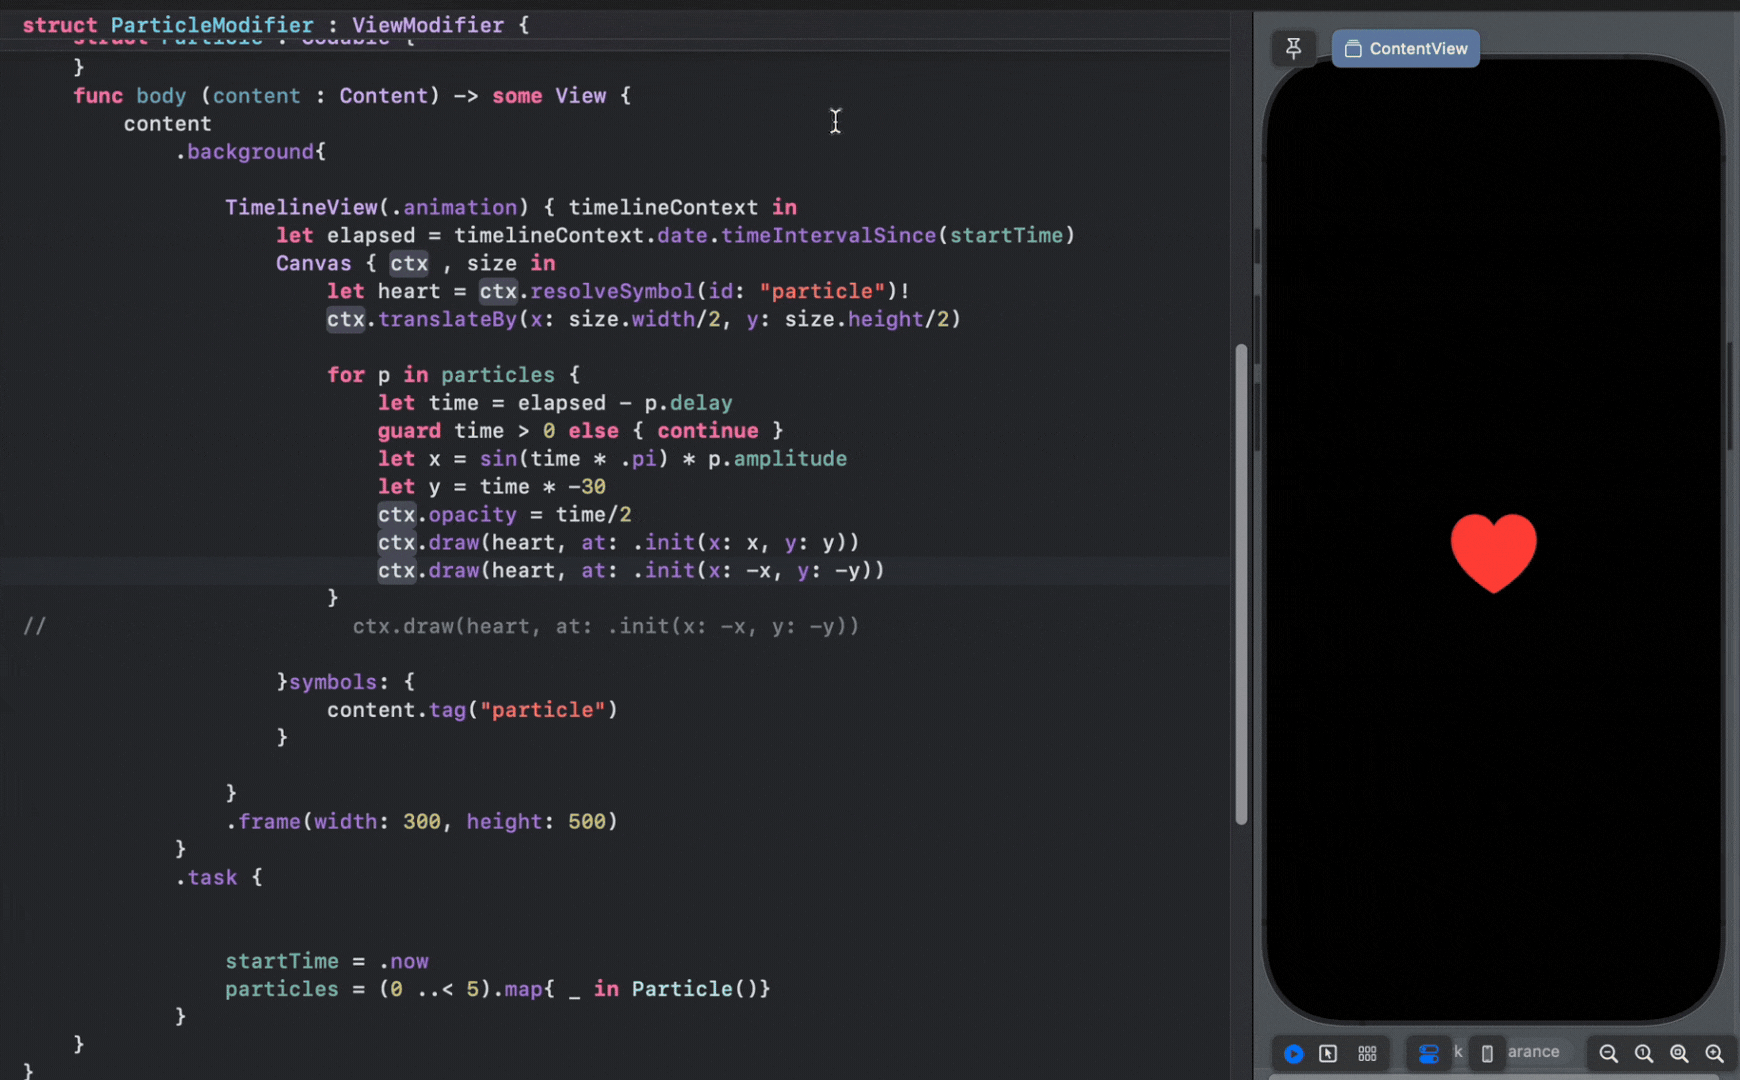 struct ParticleModifier : ViewModifier {
struct Particle : Codable {
}
func body (content : Content) -> some View {
content
.background{
TimelineView(.animation) { timelineContext in
let elapsed = timelineContext.date.timeIntervalSince(startTime)
Canvas { ctx , size in
let heart = ctx.resolveSymbol(id: "particle")!
ctx.translateBy(x: size.width/2, y: size.height/2)
for p in particles {
let time = elapsed - p.delay
guard time > 0 else { continue }
let x = sin(time * .pi) * p.amplitude
let y = time * -30
ctx.opacity = time/2
ctx.draw(heart, at: .init(x: x, y: y))
ctx.draw(heart, at: .init(x: -x, y: -y))
}
// ctx.draw(heart, at: .init(x: -x, y: -y))
}symbols: {
content.tag("particle")
}
}
.frame(width: 300, height: 500)
}
.task {
startTime = .now
particles = (0 ..< 5).map{ _ in Particle()}
}
}
}
ContentView
k
arance